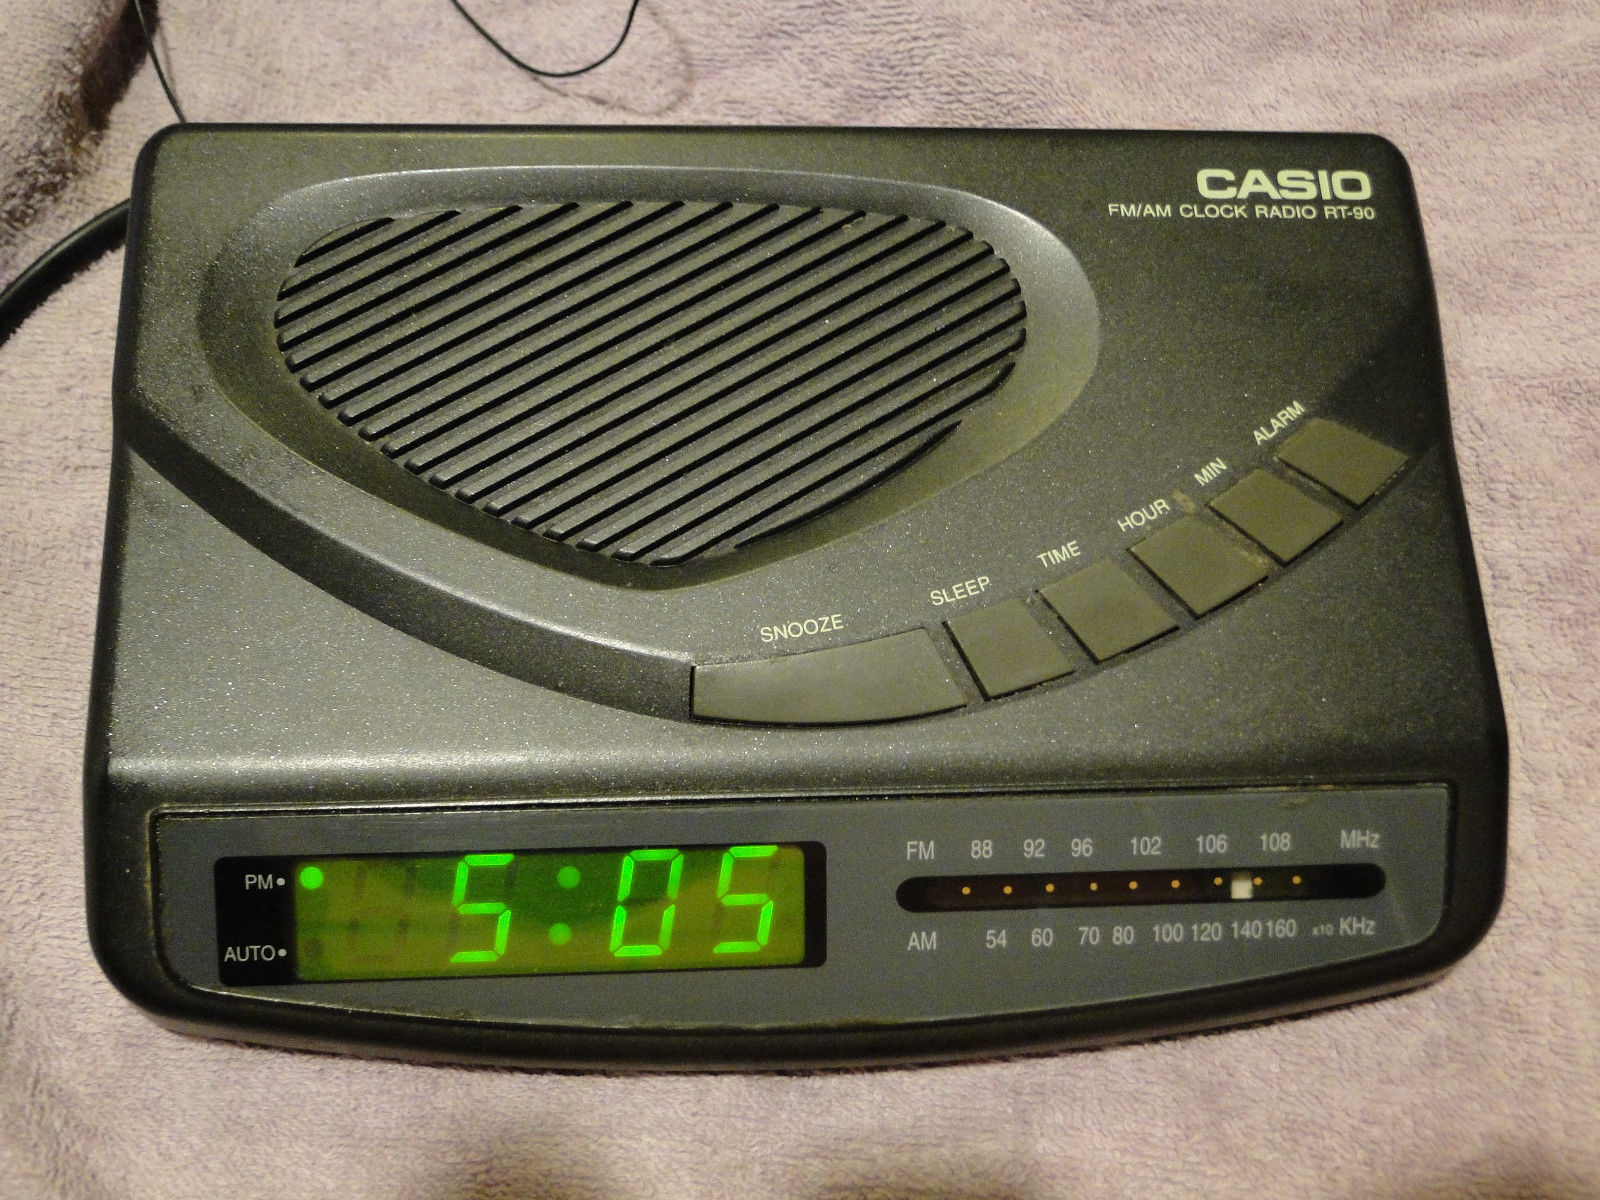 CASIO
FM/AM CLOCK RADIO RT-90
ALARM
MIN
HOUR
TIME
SLEEP
SNOOZE
PM•
AUTO•
5:05
FM 88 92 96 102 106 108 MHz
AM 54 60 70 80 100 120 140 160 x10 KHz